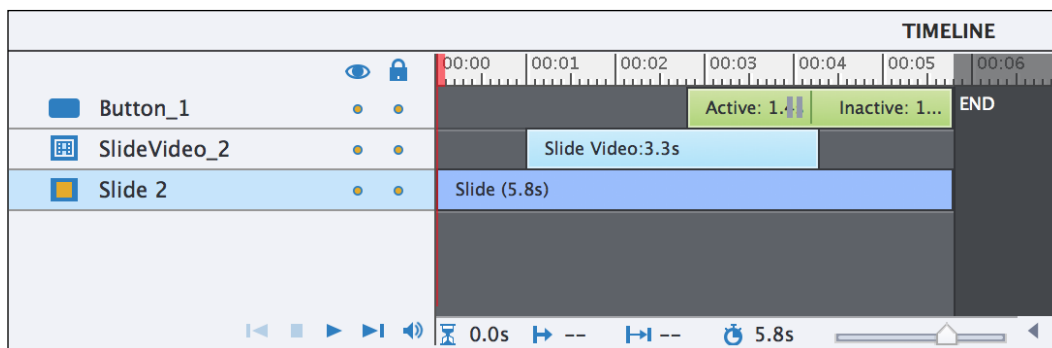 TIMELINE
00:00 00:01 00:02 00:03 00:04 00:05 00:06
Button_1 Active: 1.4 Inactive: 1... END
SlideVideo_2 Slide Video:3.3s
Slide 2 Slide (5.8s)
0.0s -- -- 5.8s